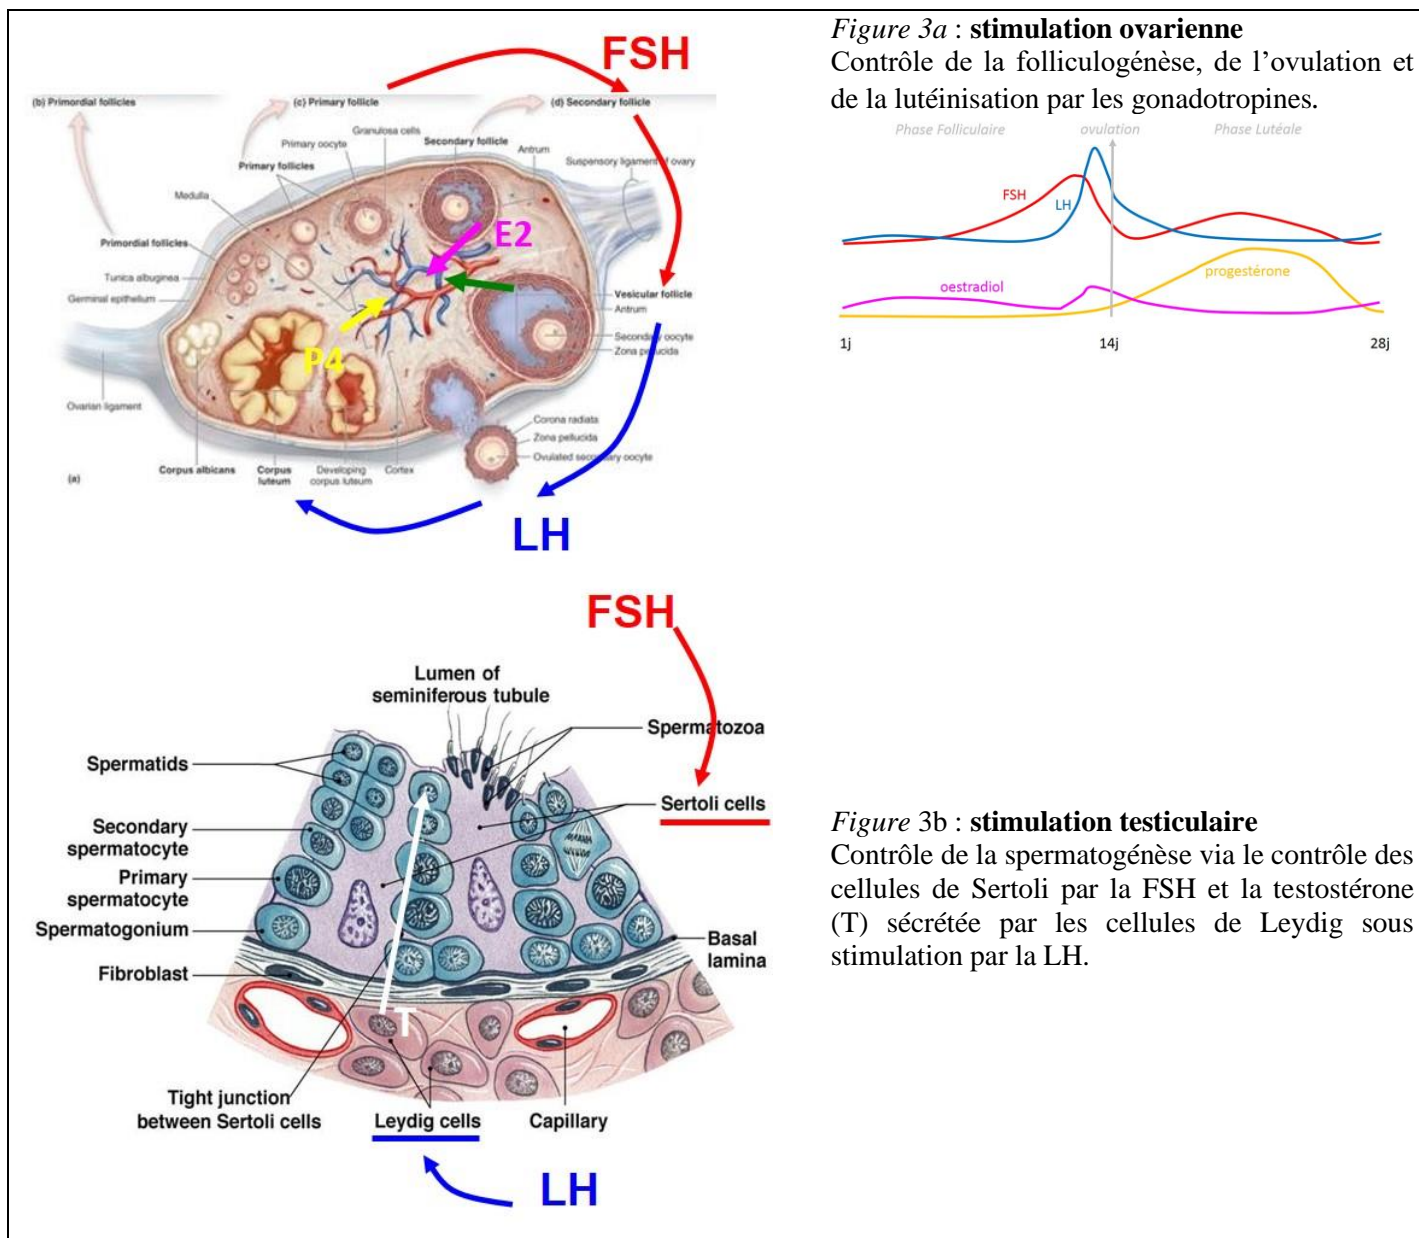 FSH
(b) Primordial follicles
(c) Primary follicle
(d) Secondary follicle
Granulosa cells
Primary oocyte
Secondary follicle
Antrum
Primary follicles
Suspensory ligament of ovary
Medulla
E2
Primordial follicles
Tunica albuginea
Germinal epithelium
Vesicular follicle
Antrum
Secondary oocyte
Zona pellucida
P4
Ovarian ligament
Corona radiata
Zona pellucida
Ovulated secondary oocyte
Corpus albicans
Corpus
luteum
Developing
corpus luteum
Cortex
(a)
LH
Figure 3a : stimulation ovarienne
Contrôle de la folliculogénèse, de l’ovulation et
de la lutéinisation par les gonadotropines.
Phase Folliculaire
ovulation
Phase Lutéale
FSH
LH
progestérone
oestradiol
1j
14j
28j
FSH
Lumen of
seminiferous tubule
Spermatozoa
Spermatids
Sertoli cells
Secondary
spermatocyte
Primary
spermatocyte
Spermatogonium
Basal
lamina
Fibroblast
T
Tight junction
between Sertoli cells
Leydig cells
Capillary
LH
Figure 3b : stimulation testiculaire
Contrôle de la spermatogénèse via le contrôle des
cellules de Sertoli par la FSH et la testostérone
(T) sécrétée par les cellules de Leydig sous
stimulation par la LH.